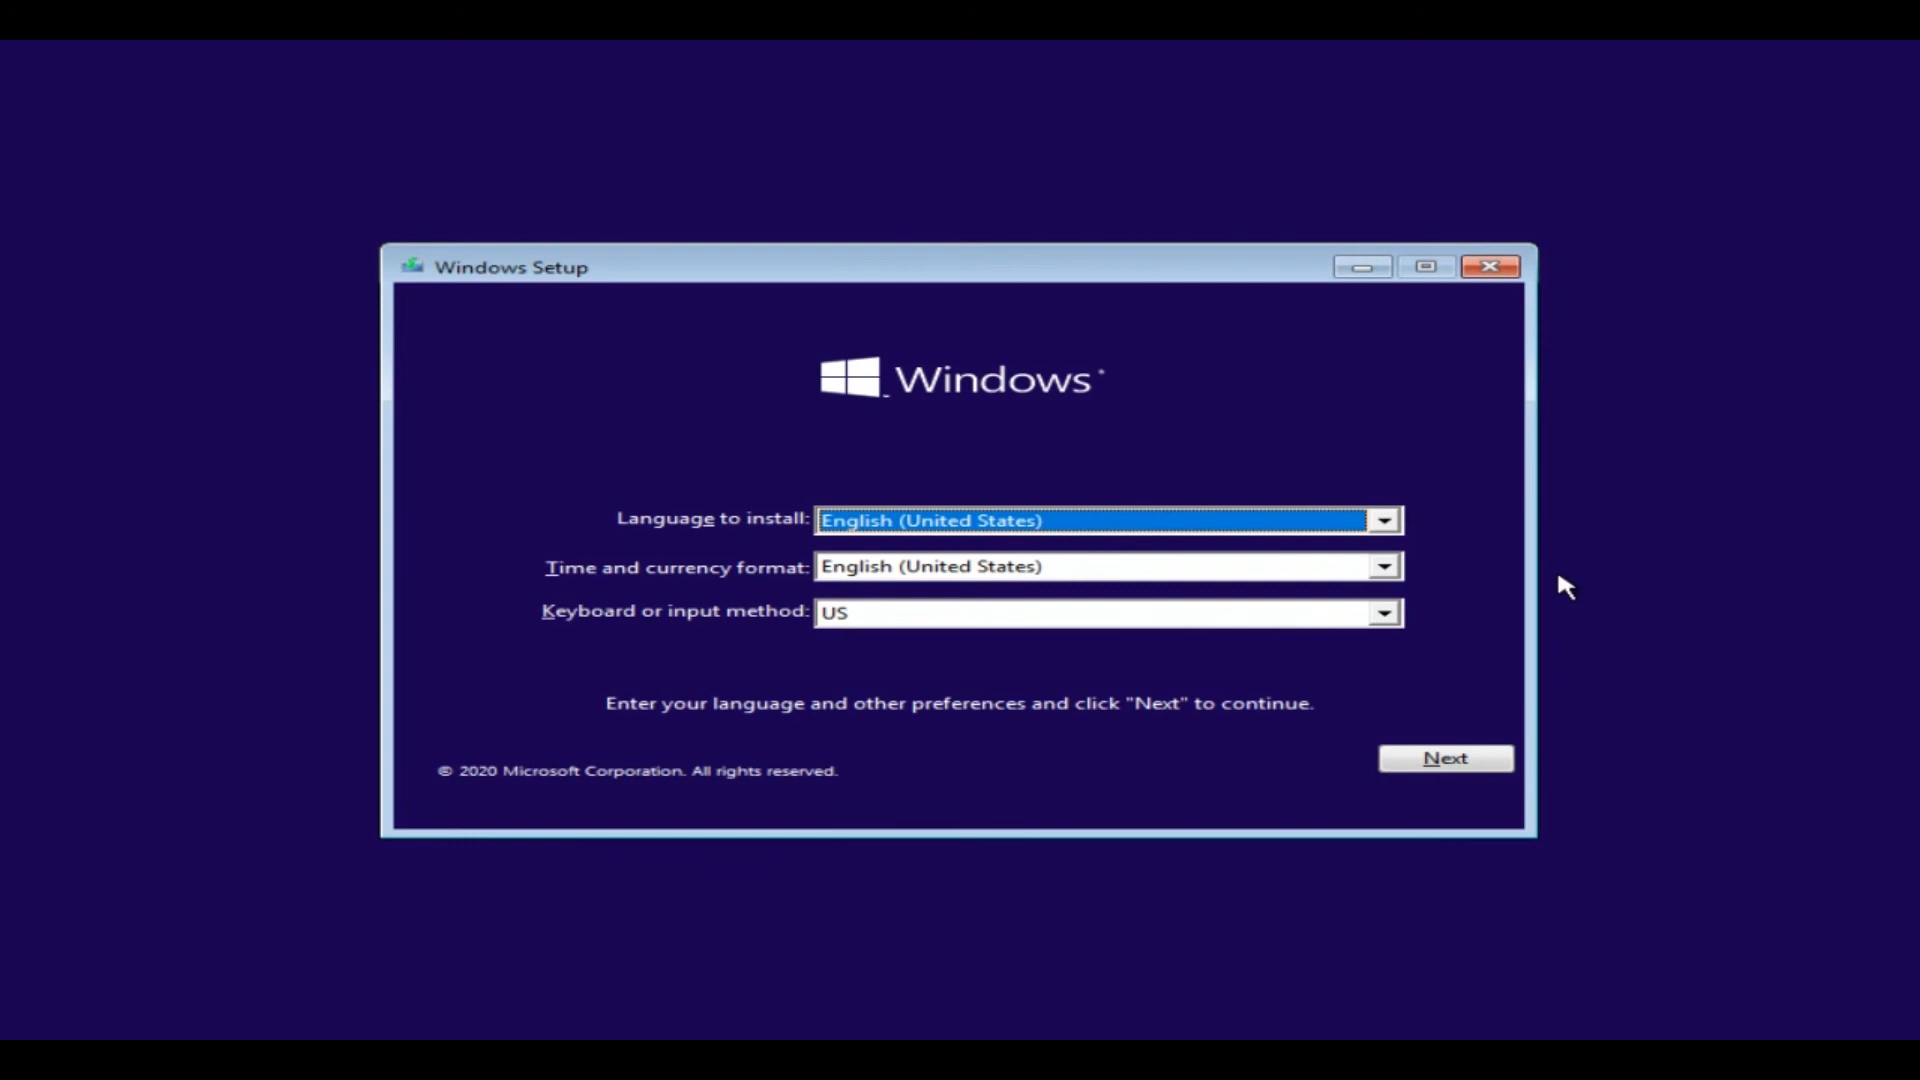 Windows Setup
Windows
Language to install: English (United States)
Time and currency format: English (United States)
Keyboard or input method: US
Enter your language and other preferences and click "Next" to continue.
© 2020 Microsoft Corporation. All rights reserved.
Next